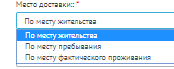 Место доставки: *
По месту жительства
По месту жительства
По месту пребывания
По месту фактического проживания